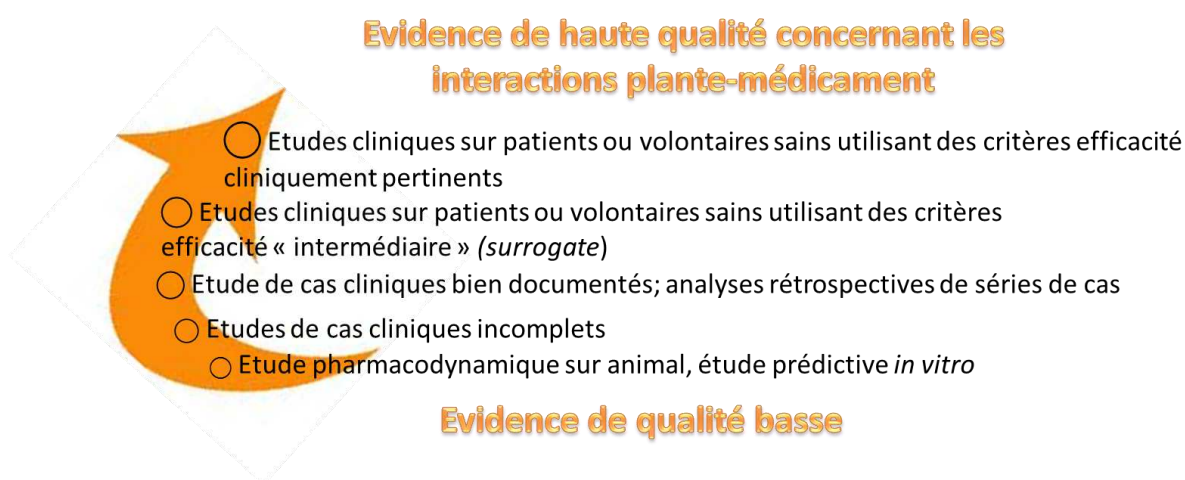 Evidence de haute qualité concernant les
interactions plante-médicament
Etudes cliniques sur patients ou volontaires sains utilisant des critères efficacité
cliniquement pertinents
Etudes cliniques sur patients ou volontaires sains utilisant des critères
efficacité « intermédiaire » (surrogate)
Etude de cas cliniques bien documentés; analyses rétrospectives de séries de cas
Etudes de cas cliniques incomplets
Etude pharmacodynamique sur animal, étude prédictive in vitro
Evidence de qualité basse